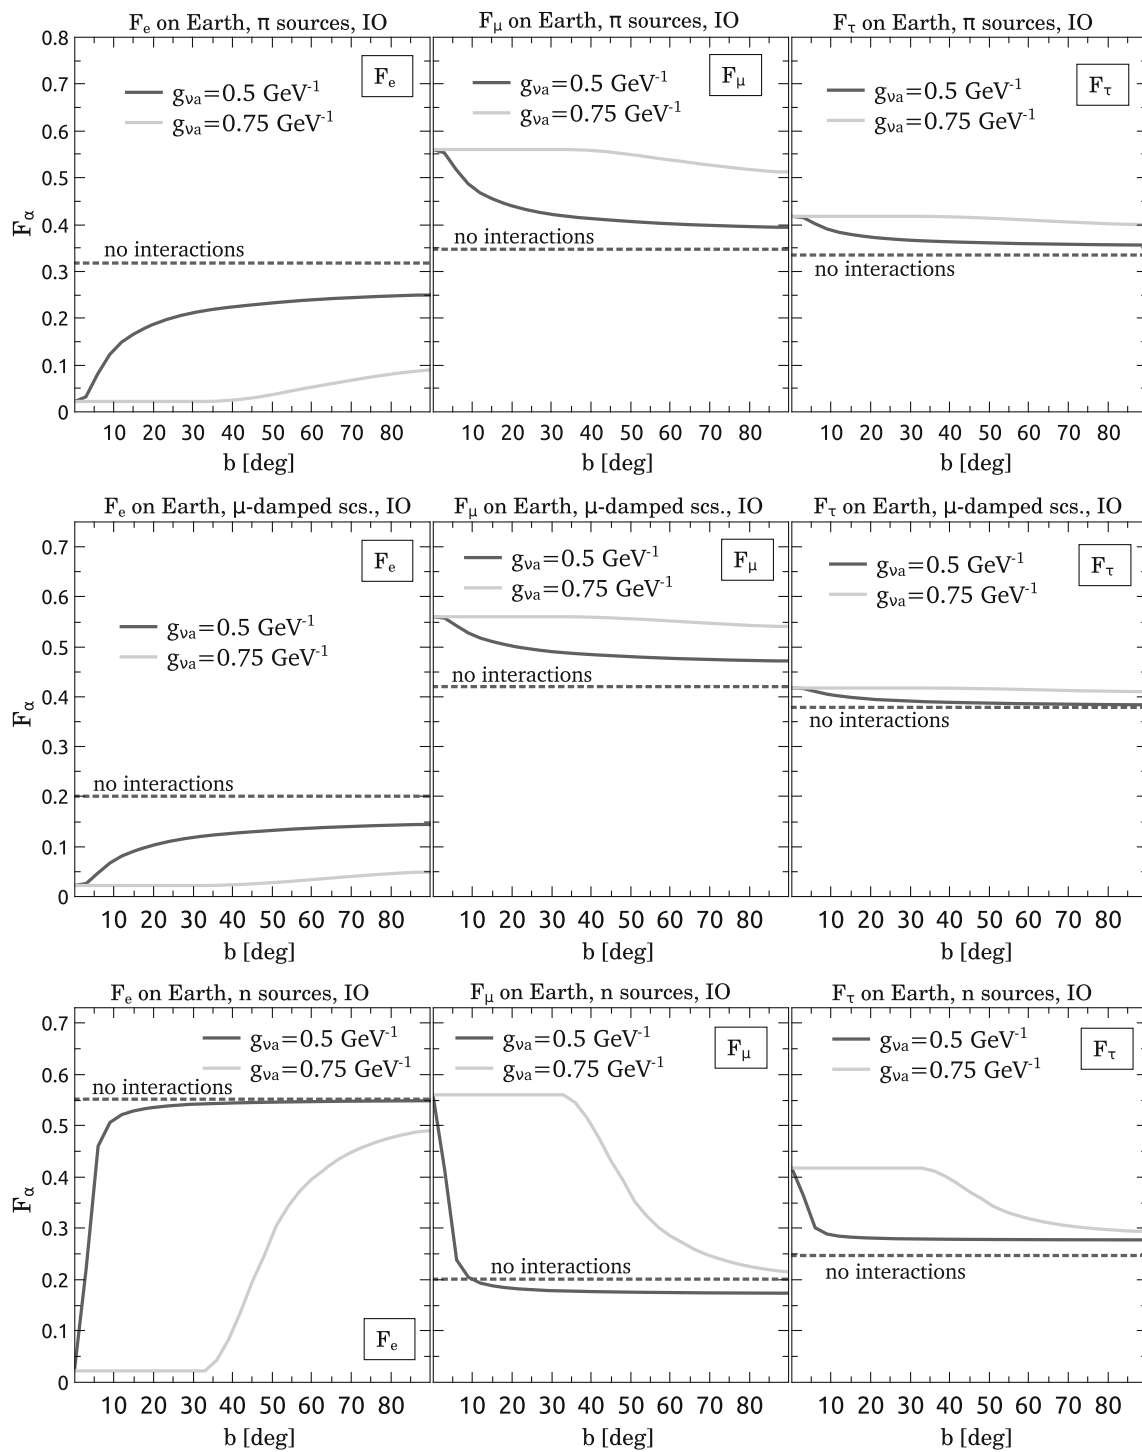 Fₑ on Earth, π sources, IO
F_μ on Earth, π sources, IO
F_τ on Earth, π sources, IO
0.8
0.7
0.6
0.5
0.4
0.3
0.2
0.1
0
F_α
Fₑ
g_νa=0.5 GeV⁻¹
g_νa=0.75 GeV⁻¹
no interactions
F_μ
g_νa=0.5 GeV⁻¹
g_νa=0.75 GeV⁻¹
no interactions
F_τ
g_νa=0.5 GeV⁻¹
g_νa=0.75 GeV⁻¹
no interactions
10 20 30 40 50 60 70 80
10 20 30 40 50 60 70 80
10 20 30 40 50 60 70 80
b [deg]
b [deg]
b [deg]
Fₑ on Earth, μ-damped scs., IO
F_μ on Earth, μ-damped scs., IO
F_τ on Earth, μ-damped scs., IO
0.7
0.6
0.5
0.4
0.3
0.2
0.1
0
F_α
Fₑ
g_νa=0.5 GeV⁻¹
g_νa=0.75 GeV⁻¹
no interactions
F_μ
g_νa=0.5 GeV⁻¹
g_νa=0.75 GeV⁻¹
no interactions
F_τ
g_νa=0.5 GeV⁻¹
g_νa=0.75 GeV⁻¹
no interactions
10 20 30 40 50 60 70 80
10 20 30 40 50 60 70 80
10 20 30 40 50 60 70 80
b [deg]
b [deg]
b [deg]
Fₑ on Earth, n sources, IO
F_μ on Earth, n sources, IO
F_τ on Earth, n sources, IO
0.7
0.6
0.5
0.4
0.3
0.2
0.1
0
F_α
g_νa=0.5 GeV⁻¹
g_νa=0.75 GeV⁻¹
no interactions
Fₑ
g_νa=0.5 GeV⁻¹
g_νa=0.75 GeV⁻¹
F_μ
no interactions
g_νa=0.5 GeV⁻¹
g_νa=0.75 GeV⁻¹
F_τ
no interactions
10 20 30 40 50 60 70 80
10 20 30 40 50 60 70 80
10 20 30 40 50 60 70 80
b [deg]
b [deg]
b [deg]